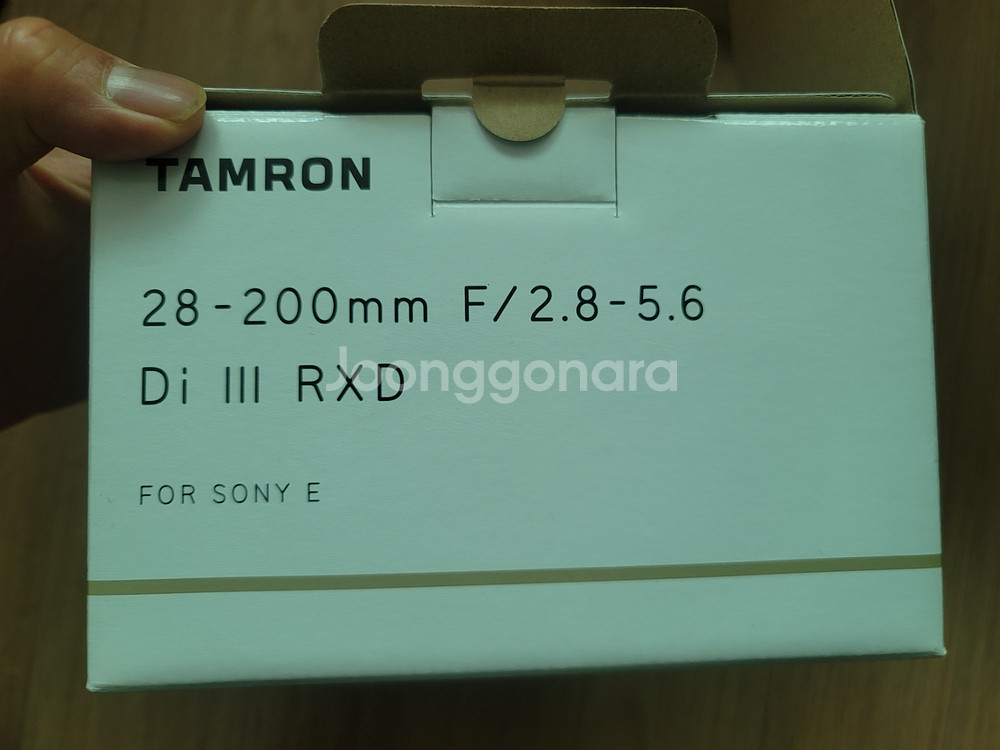 TAMRON
28-200mm F/2.8-5.6
Di III RXD
Joonggonara
FOR SONY E